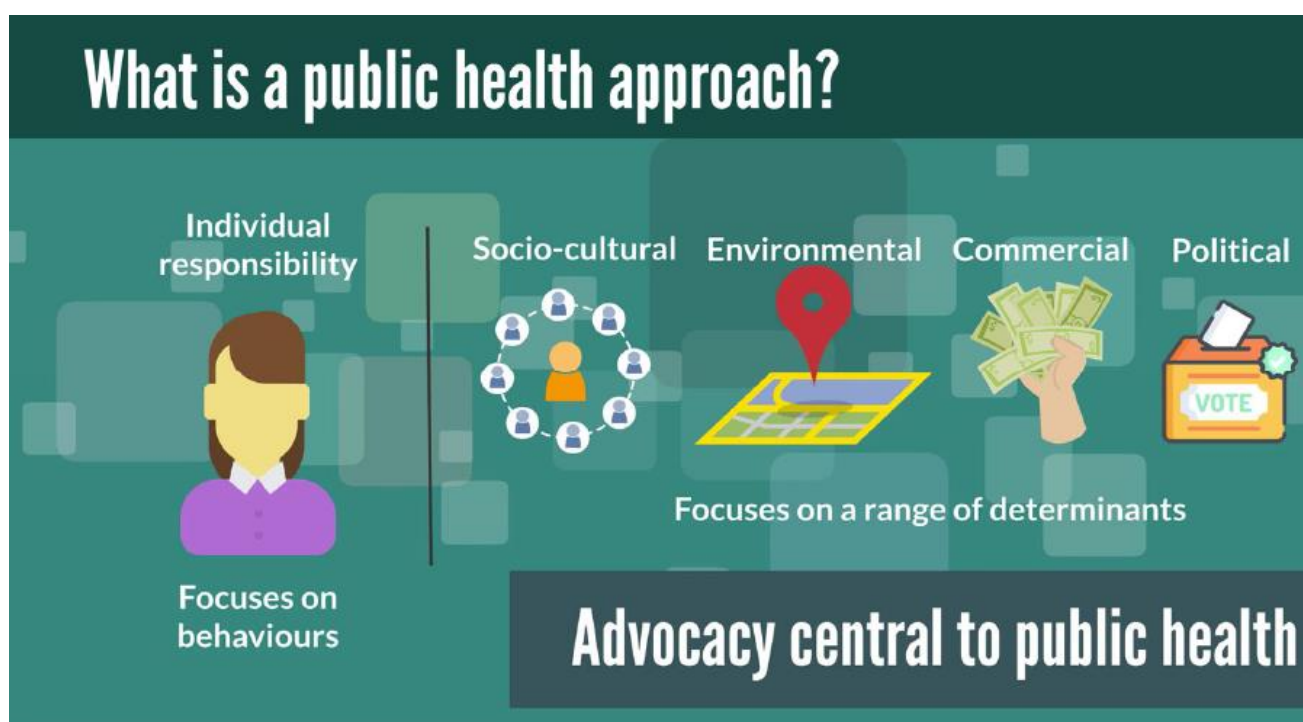 What is a public health approach?
Individual
responsibility
Socio-cultural
Environmental
Commercial
Political
VOTE
Focuses on a range of determinants
Focuses on
behaviours
Advocacy central to public health